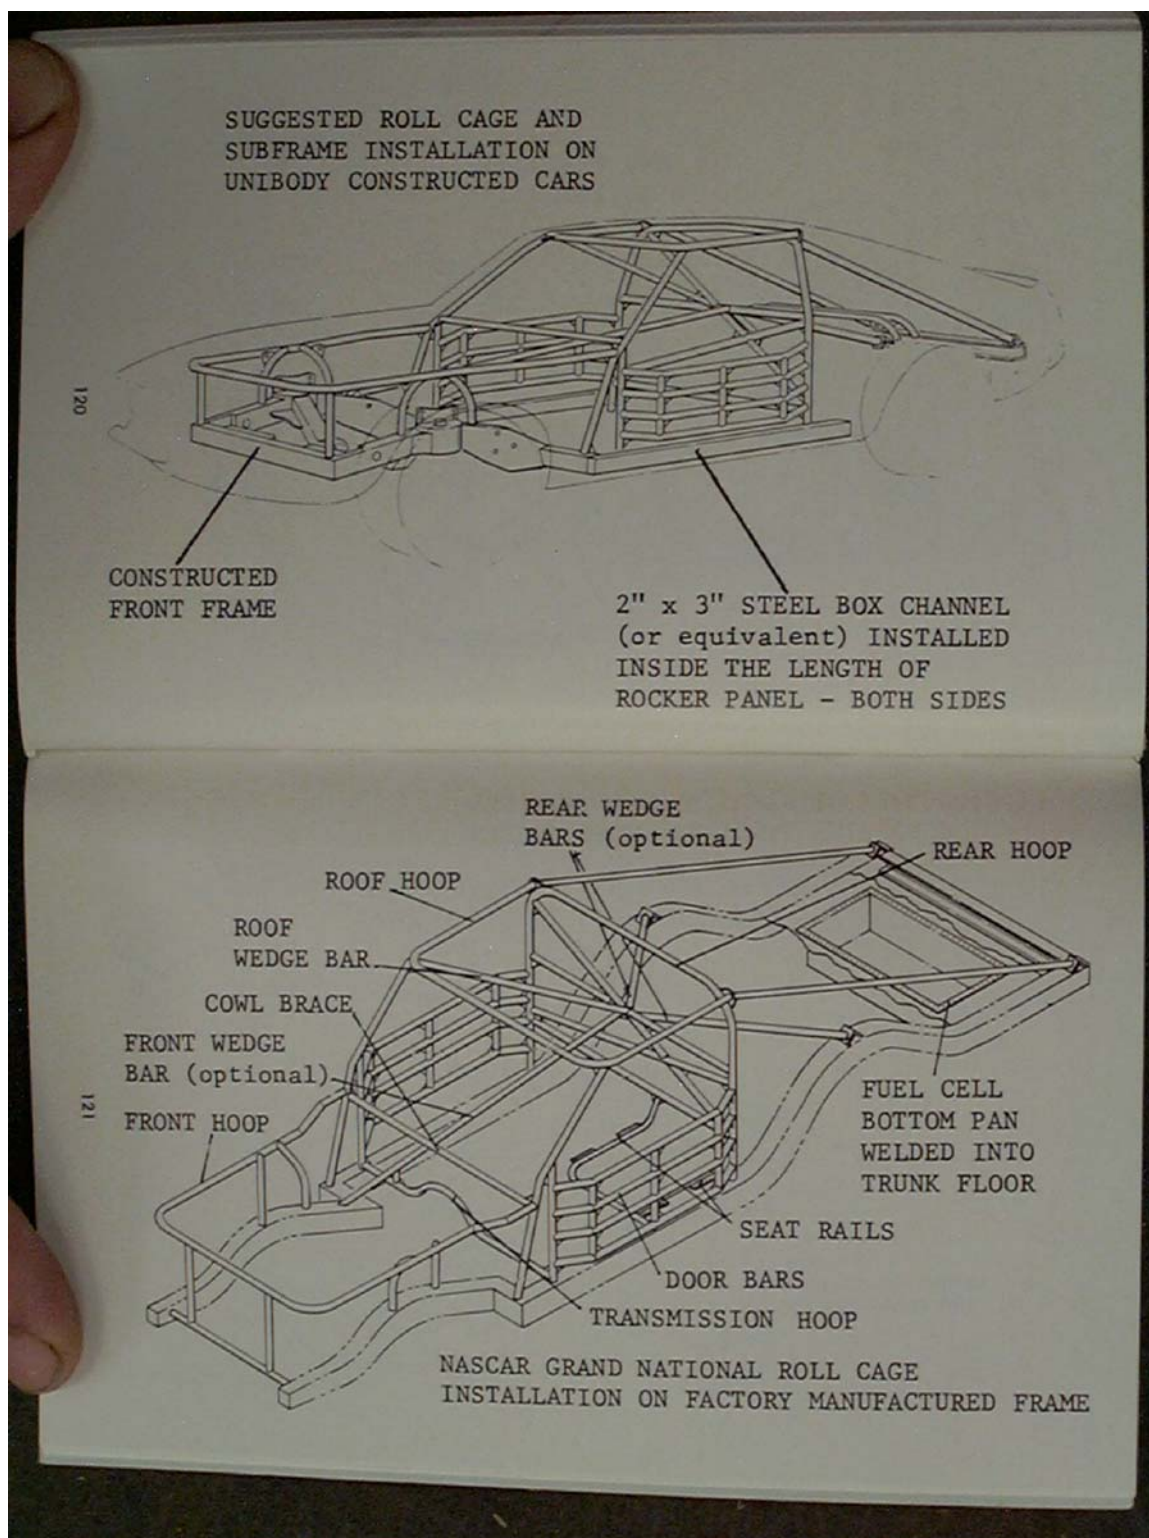 SUGGESTED ROLL CAGE AND
SUBFRAME INSTALLATION ON
UNIBODY CONSTRUCTED CARS
120
CONSTRUCTED
FRONT FRAME
2" x 3" STEEL BOX CHANNEL
(or equivalent) INSTALLED
INSIDE THE LENGTH OF
ROCKER PANEL - BOTH SIDES
REAR WEDGE
BARS (optional)
REAR HOOP
ROOF HOOP
ROOF
WEDGE BAR
COWL BRACE
FRONT WEDGE
BAR (optional)
FRONT HOOP
121
FUEL CELL
BOTTOM PAN
WELDED INTO
TRUNK FLOOR
SEAT RAILS
DOOR BARS
TRANSMISSION HOOP
NASCAR GRAND NATIONAL ROLL CAGE
INSTALLATION ON FACTORY MANUFACTURED FRAME